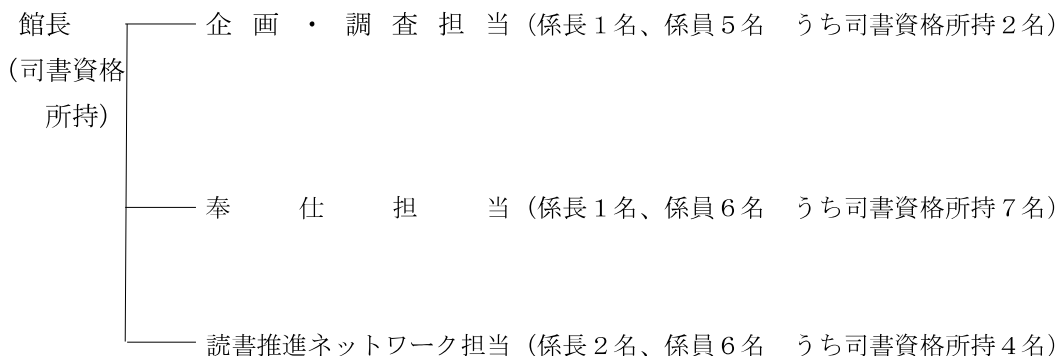 館長
企画・調査担当（係長１名、係員５名　うち司書資格所持２名）
（司書資格
所持）
奉仕担当（係長１名、係員６名　うち司書資格所持７名）
読書推進ネットワーク担当（係長２名、係員６名　うち司書資格所持４名）